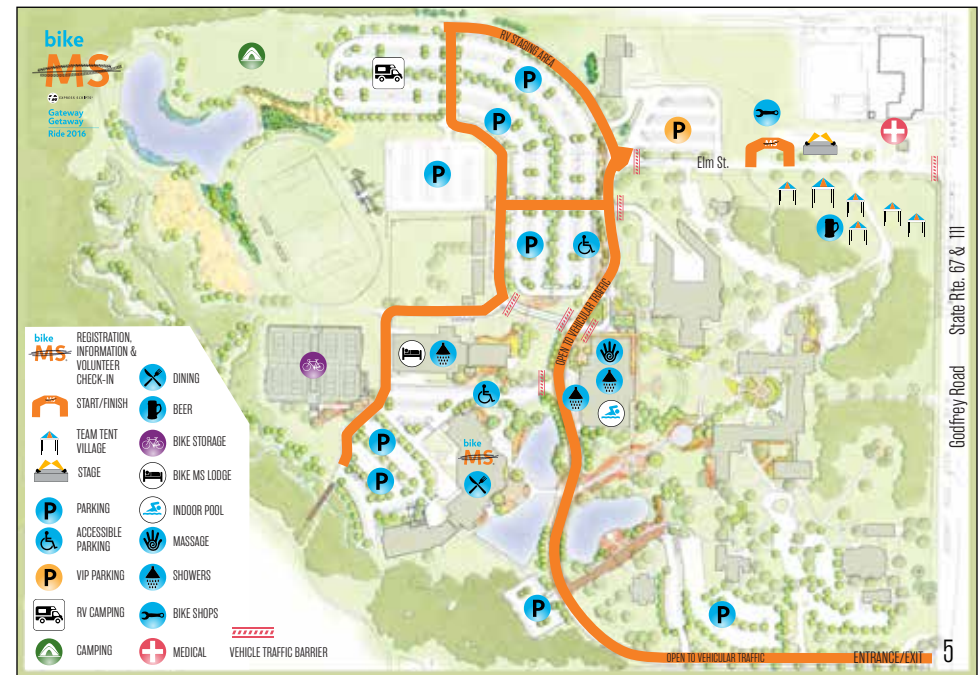 bike
MS
EXPRESS SCRIPTS
Gateway
Getaway
Ride 2016
RV STAGING AREA
P
P
P
P
Elm St.
P
OPEN TO VEHICULAR TRAFFIC
State Rte. 67 & 111
Godfrey Road
P
P
bike
MS
P
P
OPEN TO VEHICULAR TRAFFIC
ENTRANCE/EXIT
5
bike
MS
REGISTRATION,
INFORMATION &
VOLUNTEER
CHECK-IN
START/FINISH
TEAM TENT
VILLAGE
STAGE
P
PARKING
ACCESSIBLE
PARKING
P
VIP PARKING
RV CAMPING
CAMPING
DINING
BEER
BIKE STORAGE
BIKE MS LODGE
INDOOR POOL
MASSAGE
SHOWERS
BIKE SHOPS
MEDICAL
VEHICLE TRAFFIC BARRIER